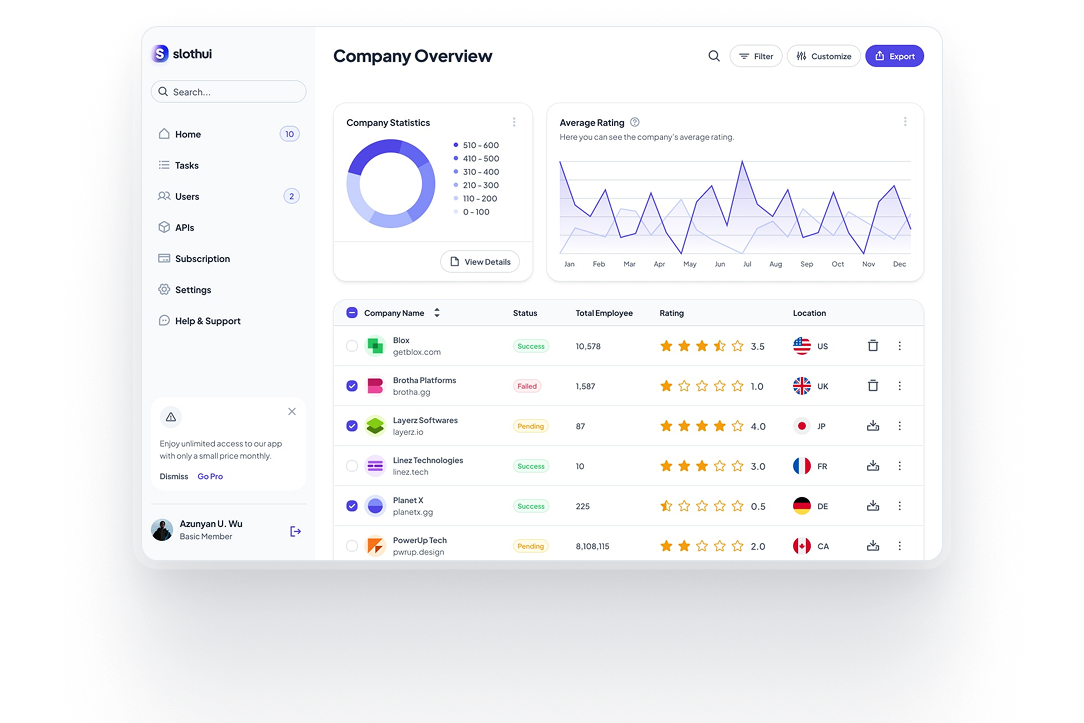 slothui
Search...
Home 10
Tasks
Users 2
APIs
Subscription
Settings
Help & Support
Enjoy unlimited access to our app
with only a small price monthly.
Dismiss Go Pro
Azunyan U. Wu
Basic Member
Company Overview
Filter Customize Export
Company Statistics
510 - 600
410 - 500
310 - 400
210 - 300
110 - 200
0 - 100
View Details
Average Rating
Here you can see the company's average rating.
Jan Feb Mar Apr May Jun Jul Aug Sep Oct Nov Dec
Company Name Status Total Employee Rating Location
Blox
getblox.com
Success 10,578 3.5 US
Brotha Platforms
brotha.gg
Failed 1,587 1.0 UK
Layerz Softwares
layerz.io
Pending 87 4.0 JP
Linez Technologies
linez.tech
Success 10 3.0 FR
Planet X
planetx.gg
Success 225 0.5 DE
PowerUp Tech
pwrup.design
Pending 8,108,115 2.0 CA